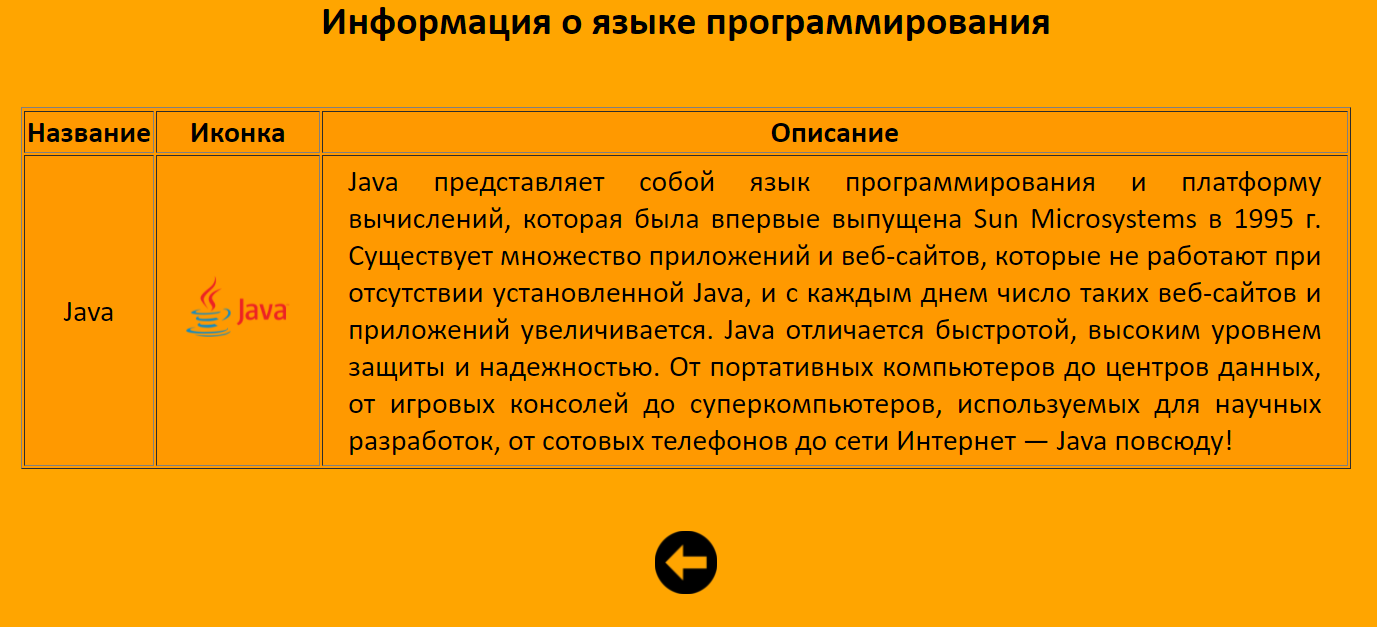 Информация о языке программирования
Название Иконка Описание
Java представляет собой язык программирования и платформу
вычислений, которая была впервые выпущена Sun Microsystems в 1995 г.
Существует множество приложений и веб-сайтов, которые не работают при
отсутствии установленной Java, и с каждым днем число таких веб-сайтов и
приложений увеличивается. Java отличается быстротой, высоким уровнем
защиты и надежностью. От портативных компьютеров до центров данных,
от игровых консолей до суперкомпьютеров, используемых для научных
разработок, от сотовых телефонов до сети Интернет — Java повсюду!
Java
Java